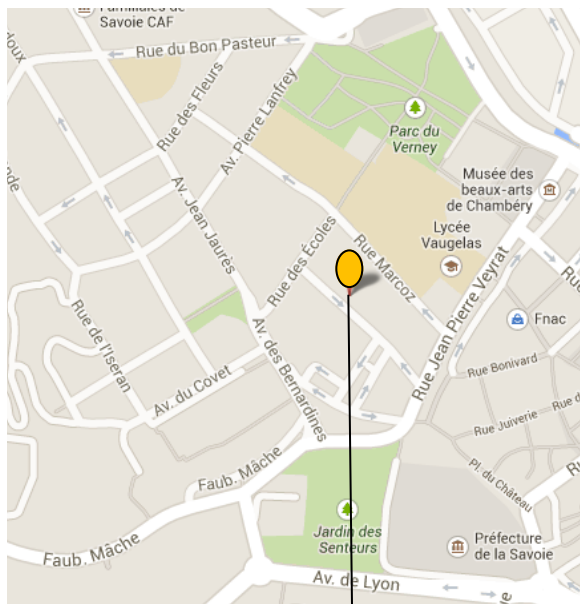 Savoie CAF
Rue du Bon Pasteur
Rue des Fleurs
Av. Pierre Lanfrey
Parc du
Verney
Musée des
beaux-arts
de Chambéry
Av. Jean Jaurès
Rue des Écoles
Lycée
Vaugelas
Rue Marcoz
Rue Jean Pierre Veyrat
Rue de l'Iseran
Fnac
Rue Bonivard
Av. du Covet
Av. des Bernardines
Rue Juiverie
Rue d
Pl. du Château
Faub. Mâche
Jardin des
Senteurs
Préfecture
de la Savoie
Faub. Mâche
Av. de Lyon